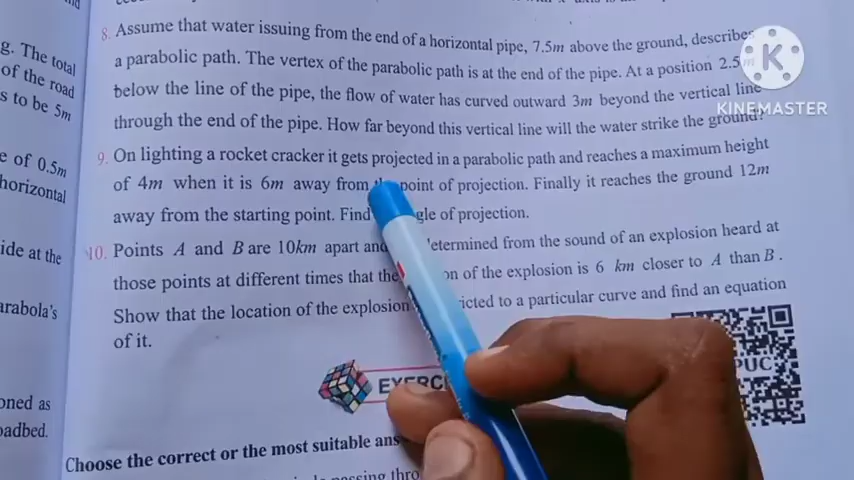 g. The total
of the road
s to be 5m
e of 0.5m
horizontal
ide at the
arabola's
oned as
oadbed.
8. Assume that water issuing from the end of a horizontal pipe, 7.5m above the ground, describes
a parabolic path. The vertex of the parabolic path is at the end of the pipe. At a position 2.5m
below the line of the pipe, the flow of water has curved outward 3m beyond the vertical line
through the end of the pipe. How far beyond this vertical line will the water strike the ground?
9. On lighting a rocket cracker it gets projected in a parabolic path and reaches a maximum height
of 4m when it is 6m away from the point of projection. Finally it reaches the ground 12m
away from the starting point. Find gle of projection.
10. Points A and B are 10km apart and etermined from the sound of an explosion heard at
those points at different times that the on of the explosion is 6 km closer to A than B.
Show that the location of the explosion icted to a particular curve and find an equation
of it.
PUC
EXERC
Choose the correct or the most suitable ans
passing thro
K
KINEMASTER